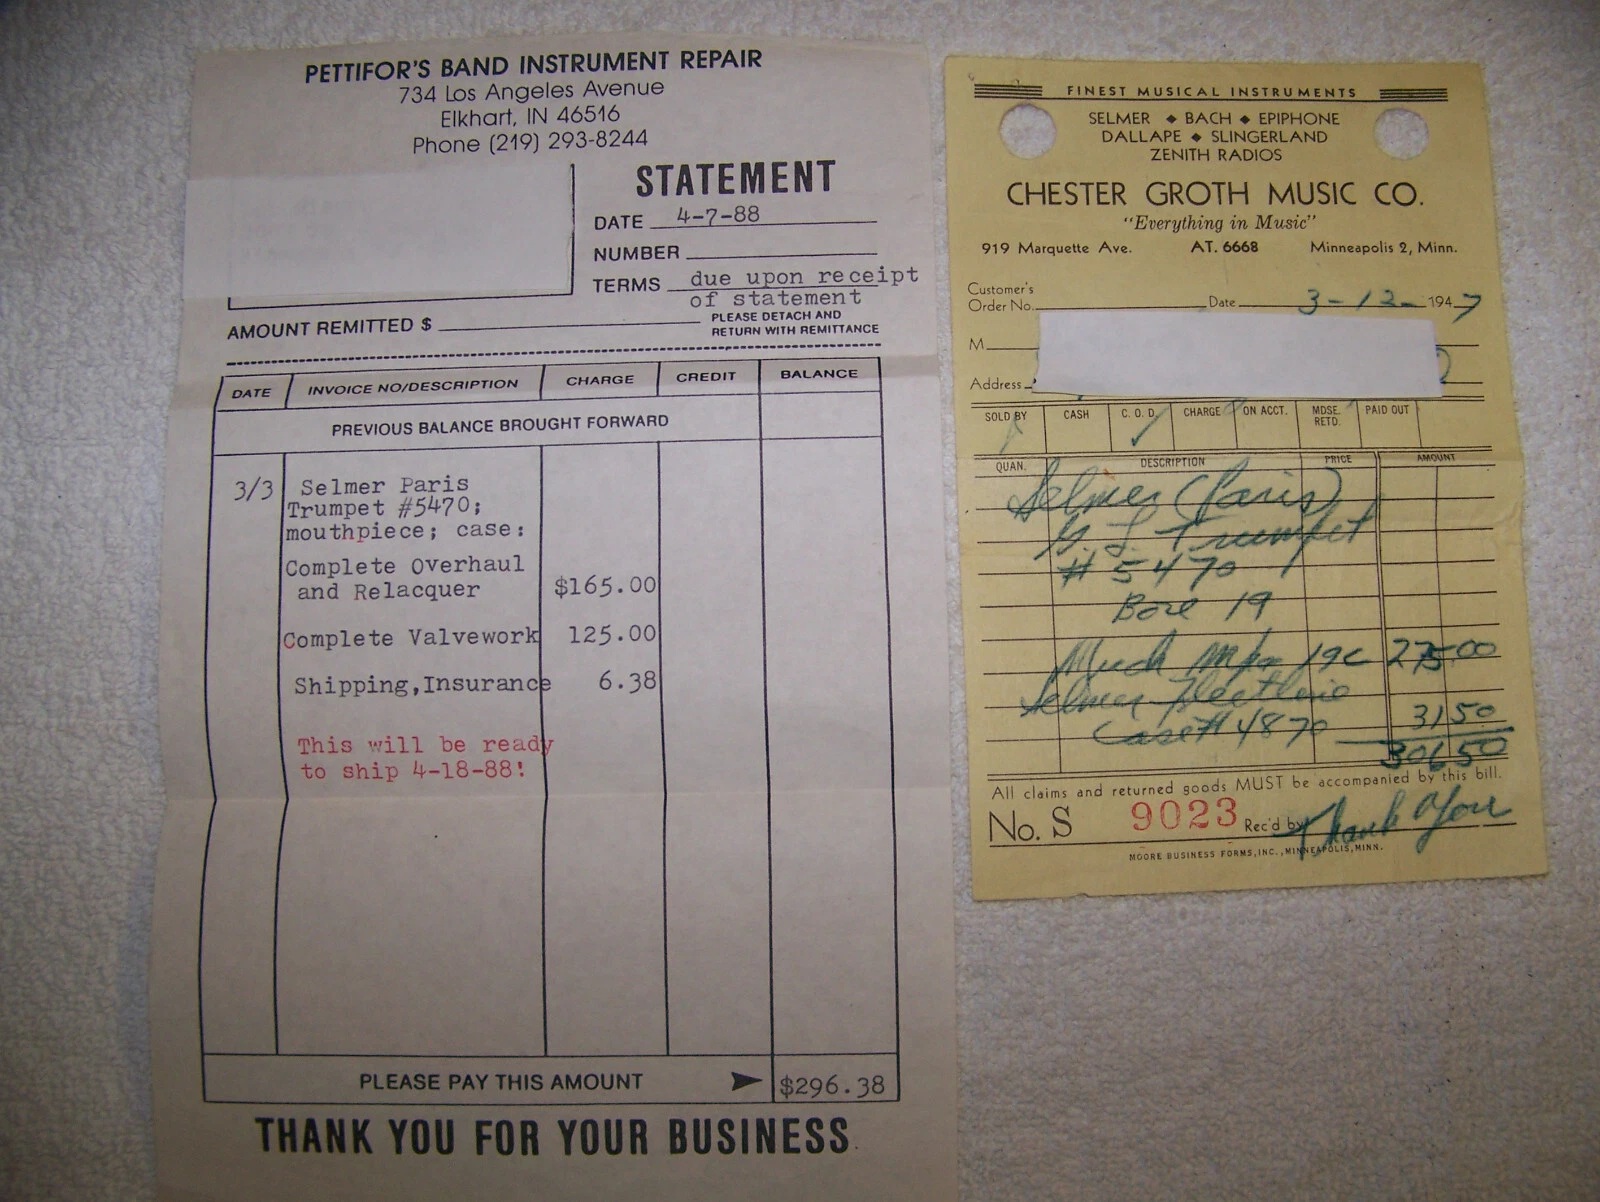 PETTIFOR'S BAND INSTRUMENT REPAIR
734 Los Angeles Avenue
Elkhart, IN 46516
Phone (219) 293-8244
STATEMENT
DATE 4-7-88
NUMBER
TERMS due upon receipt
of statement
AMOUNT REMITTED $
PLEASE DETACH AND
RETURN WITH REMITTANCE
DATE INVOICE NO/DESCRIPTION CHARGE CREDIT BALANCE
PREVIOUS BALANCE BROUGHT FORWARD
3/3 Selmer Paris
Trumpet #5470;
mouthpiece; case:
Complete Overhaul
and Relacquer $165.00
Complete Valvework 125.00
Shipping,Insurance 6.38
This will be ready
to ship 4-18-88!
PLEASE PAY THIS AMOUNT $296.38
THANK YOU FOR YOUR BUSINESS
FINEST MUSICAL INSTRUMENTS
SELMER ◆ BACH ◆ EPIPHONE
DALLAPE ◆ SLINGERLAND
ZENITH RADIOS
CHESTER GROTH MUSIC CO.
"Everything in Music"
919 Marquette Ave. AT. 6668 Minneapolis 2, Minn.
Customer's
Order No. Date 3-12- 1947
M
Address
SOLD BY CASH C. O. D. CHARGE ON ACCT. MDSE. RETD. PAID OUT
QUAN. DESCRIPTION PRICE AMOUNT
Selmer (Paris)
Trumpet
# 5470
Bore 19
19C 275.00
Selmer
Case # 4870 31 50
306 50
All claims and returned goods MUST be accompanied by this bill.
No. S 9023 Rec'd by Thank You
MOORE BUSINESS FORMS, INC., MINNEAPOLIS, MINN.